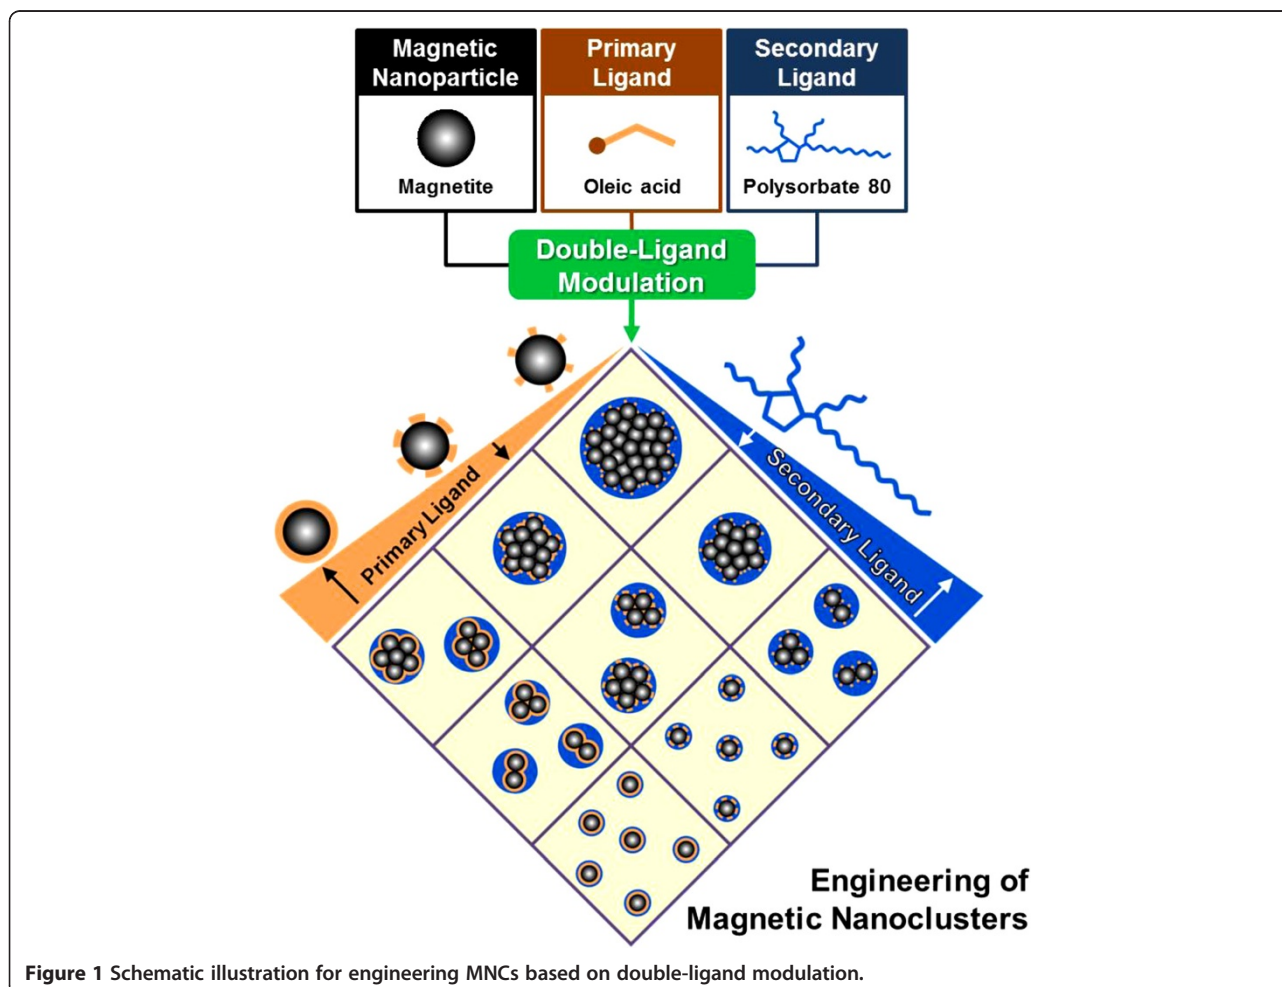 Magnetic
Nanoparticle
Magnetite
Primary
Ligand
Oleic acid
Secondary
Ligand
Polysorbate 80
Double-Ligand
Modulation
Primary Ligand
Secondary Ligand
Engineering of
Magnetic Nanoclusters
Figure 1 Schematic illustration for engineering MNCs based on double-ligand modulation.